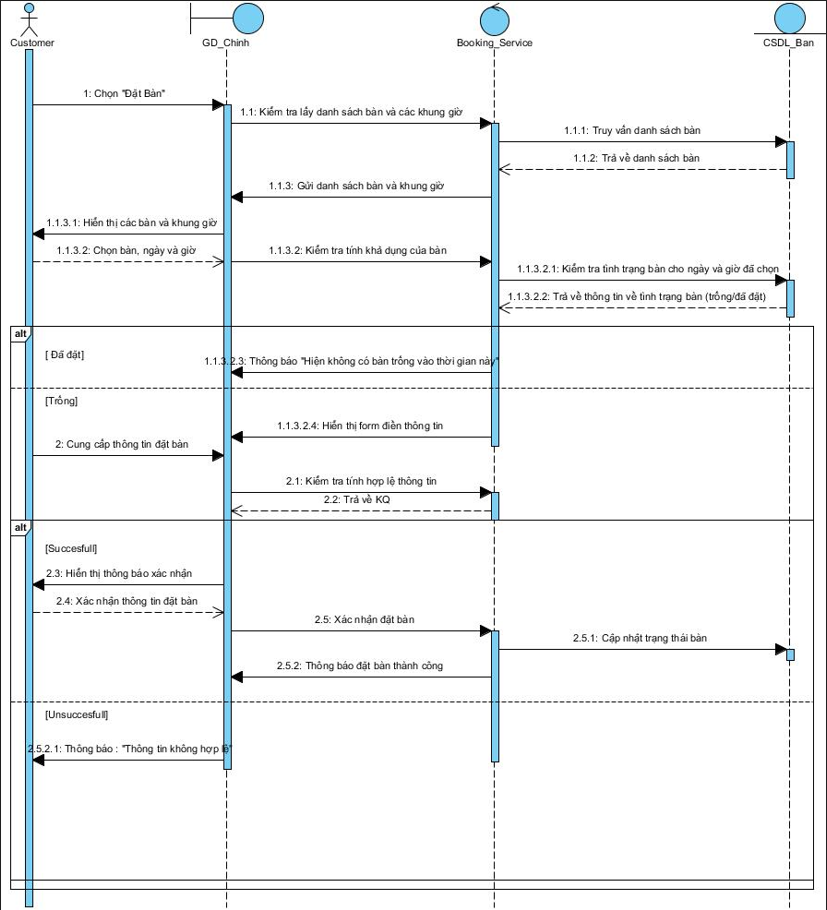 Customer
GD_Chinh
Booking_Service
CSDL_Ban
1: Chọn "Đặt Bàn"
1.1: Kiểm tra lấy danh sách bàn và các khung giờ
1.1.1: Truy vấn danh sách bàn
1.1.2: Trả về danh sách bàn
1.1.3: Gửi danh sách bàn và khung giờ
1.1.3.1: Hiển thị các bàn và khung giờ
1.1.3.2: Chọn bàn, ngày và giờ
1.1.3.2: Kiểm tra tính khả dụng của bàn
1.1.3.2.1: Kiểm tra tình trạng bàn cho ngày và giờ đã chọn
1.1.3.2.2: Trả về thông tin về tình trạng bàn (trống/đã đặt)
alt
[ Đã đặt]
1.1.3.2.3: Thông báo "Hiện không có bàn trống vào thời gian này"
[Trống]
1.1.3.2.4: Hiển thị form điền thông tin
2: Cung cấp thông tin đặt bàn
2.1: Kiểm tra tính hợp lệ thông tin
2.2: Trả về KQ
alt
[Succesfull]
2.3: Hiển thị thông báo xác nhận
2.4: Xác nhận thông tin đặt bàn
2.5: Xác nhận đặt bàn
2.5.1: Cập nhật trạng thái bàn
2.5.2: Thông báo đặt bàn thành công
[Unsuccesfull]
2.5.2.1: Thông báo : "Thông tin không hợp lệ"